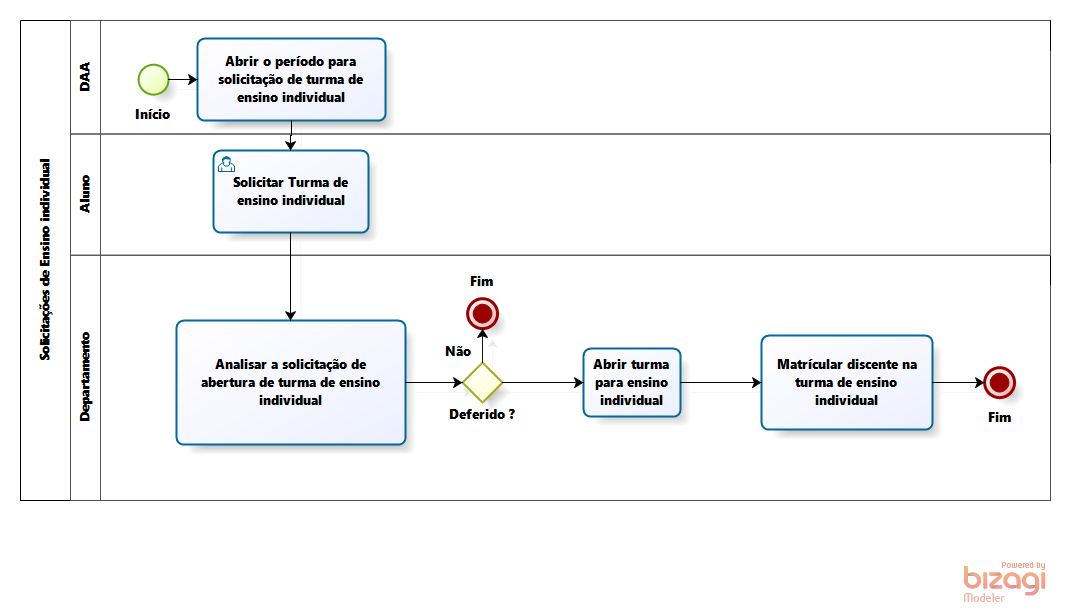 Solicitações de Ensino individual
DAA
Início
Abrir o período para
solicitação de turma de
ensino individual
Aluno
Solicitar Turma de
ensino individual
Departamento
Analisar a solicitação de
abertura de turma de ensino
individual
Fim
Não
Deferido ?
Abrir turma
para ensino
individual
Matrícular discente na
turma de ensino
individual
Fim
Powered by
bizagi
Modeler